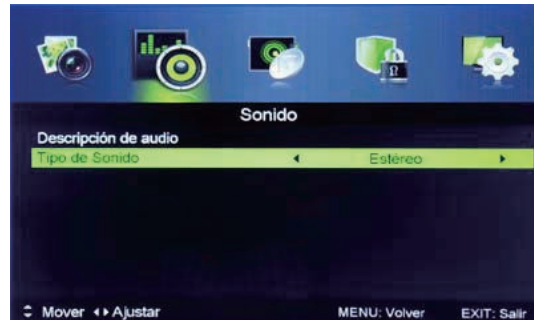 Sonido
Descripción de audio
Tipo de Sonido Estéreo
Mover Ajustar MENU: Volver EXIT: Salir